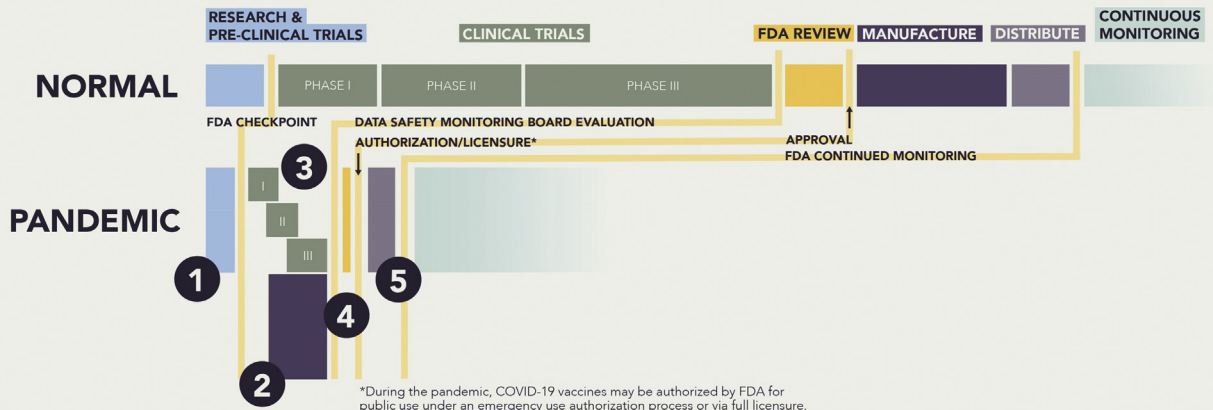 RESEARCH &
PRE-CLINICAL TRIALS
CLINICAL TRIALS
FDA REVIEW
MANUFACTURE
DISTRIBUTE
CONTINUOUS
MONITORING
NORMAL
PHASE I
PHASE II
PHASE III
FDA CHECKPOINT
DATA SAFETY MONITORING BOARD EVALUATION
AUTHORIZATION/LICENSURE*
APPROVAL
FDA CONTINUED MONITORING
PANDEMIC
3
I
II
III
1
5
4
2
*During the pandemic, COVID-19 vaccines may be authorized by FDA for
public use under an emergency use authorization process or via full licensure.